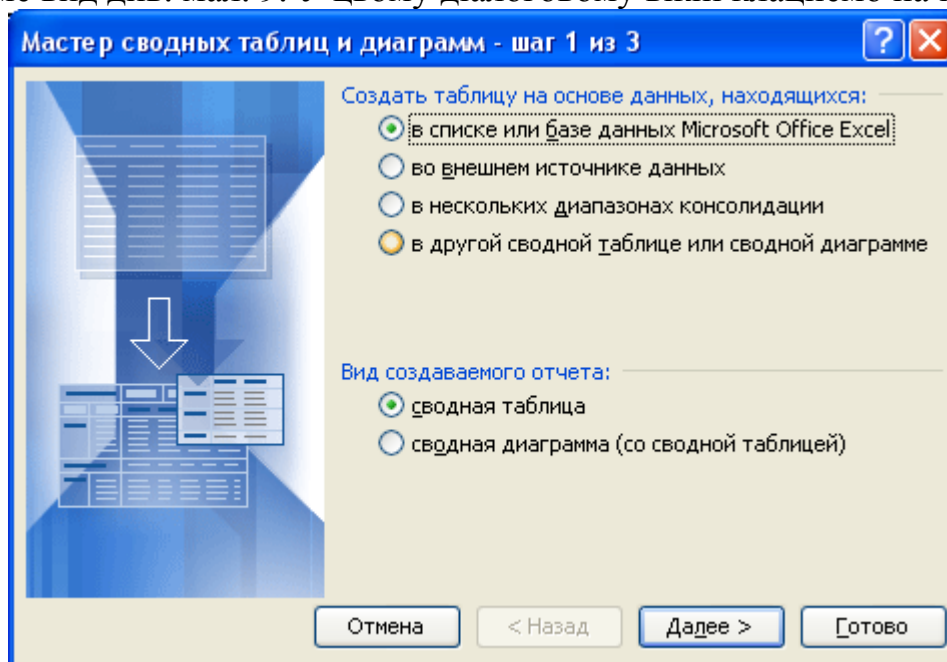 Мастер сводных таблиц и диаграмм - шаг 1 из 3
Создать таблицу на основе данных, находящихся:
в списке или базе данных Microsoft Office Excel
во внешнем источнике данных
в нескольких диапазонах консолидации
в другой сводной таблице или сводной диаграмме
Вид создаваемого отчета:
сводная таблица
сводная диаграмма (со сводной таблицей)
Отмена
< Назад
Далее >
Готово